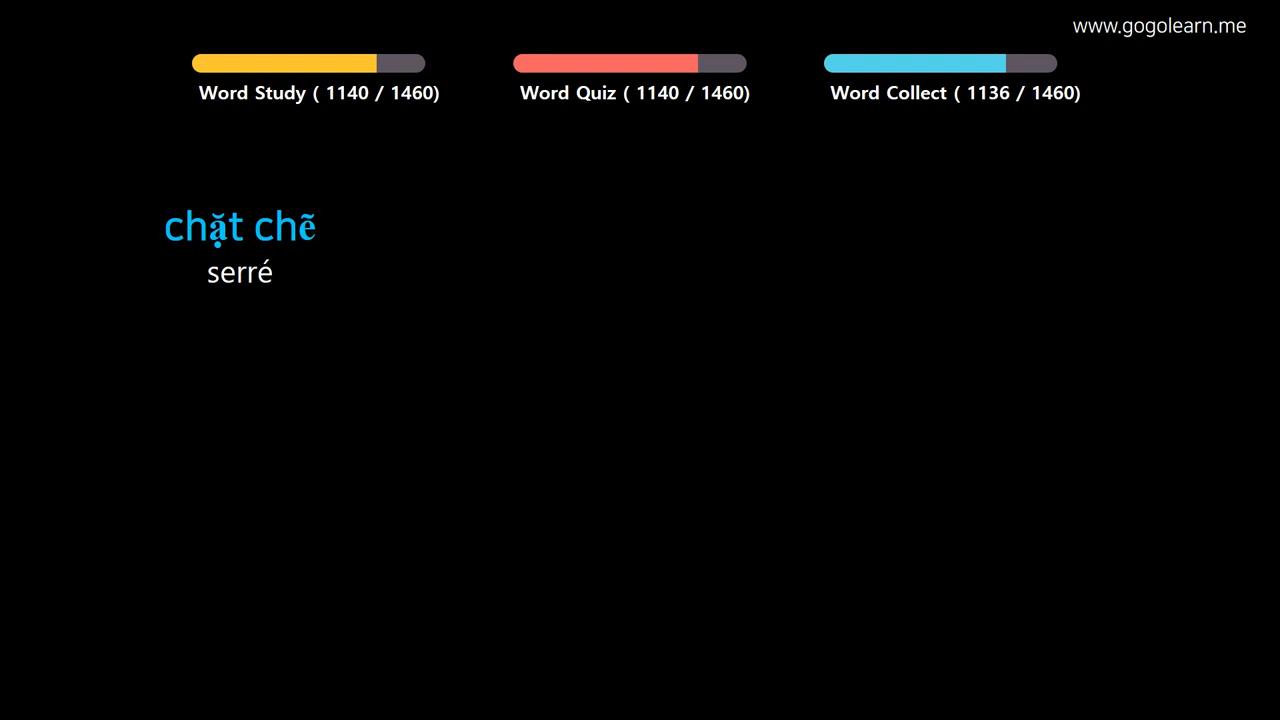 www.gogolearn.me
Word Study ( 1140 / 1460)
Word Quiz ( 1140 / 1460)
Word Collect ( 1136 / 1460)
chặt chẽ
serré